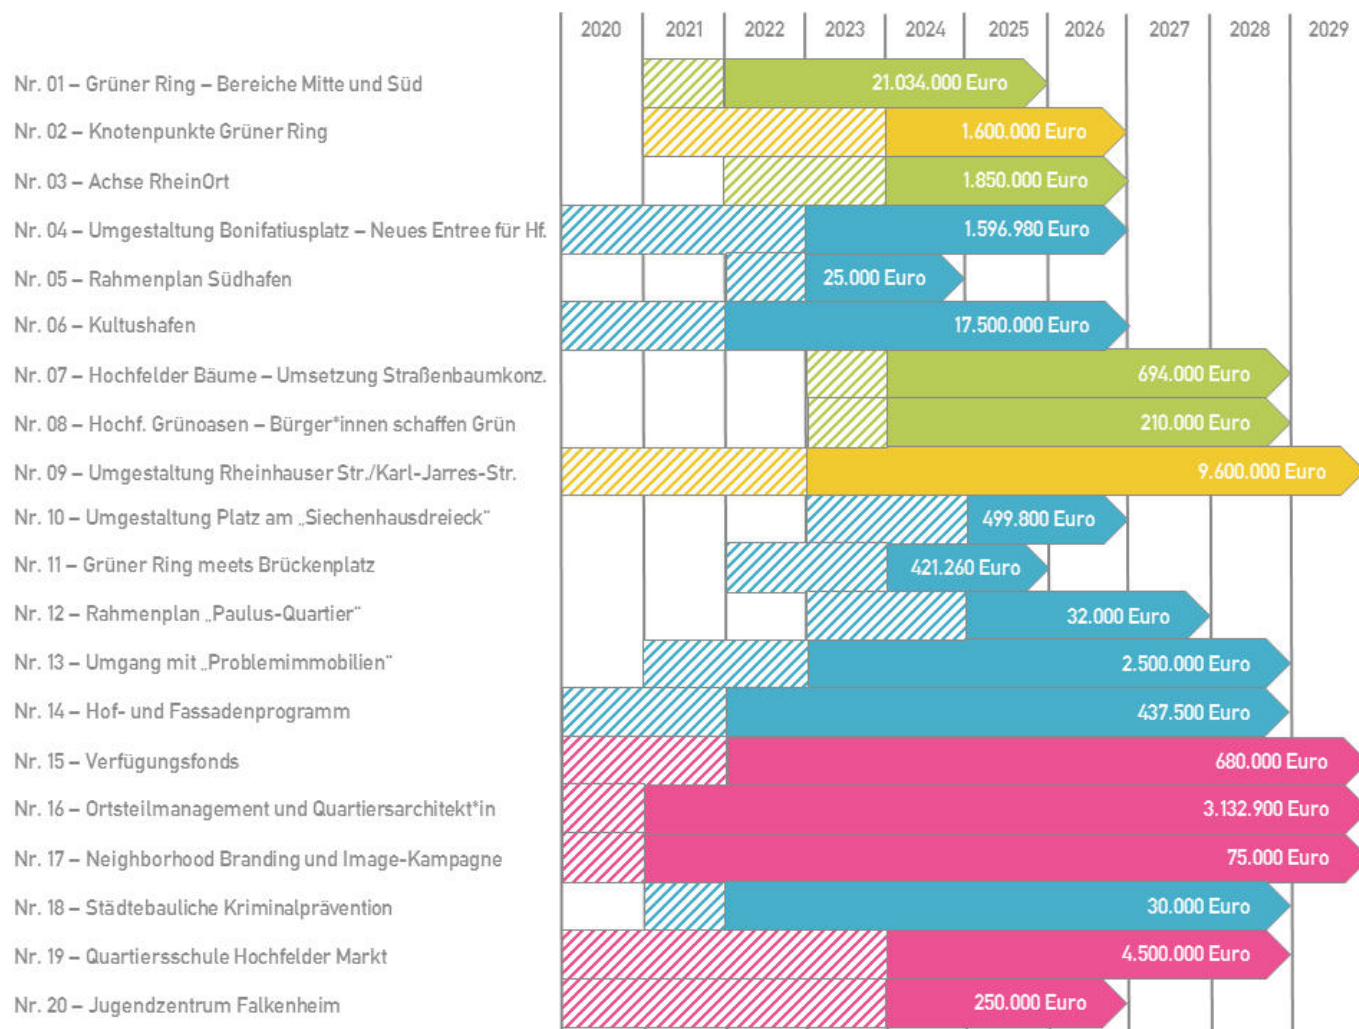 2020 2021 2022 2023 2024 2025 2026 2027 2028 2029
Nr. 01 – Grüner Ring – Bereiche Mitte und Süd 21.034.000 Euro
Nr. 02 – Knotenpunkte Grüner Ring 1.600.000 Euro
Nr. 03 – Achse RheinOrt 1.850.000 Euro
Nr. 04 – Umgestaltung Bonifatiusplatz – Neues Entree für Hf. 1.596.980 Euro
Nr. 05 – Rahmenplan Südhafen 25.000 Euro
Nr. 06 – Kultushafen 17.500.000 Euro
Nr. 07 – Hochfelder Bäume – Umsetzung Straßenbaumkonz. 694.000 Euro
Nr. 08 – Hochf. Grünoasen – Bürger*innen schaffen Grün 210.000 Euro
Nr. 09 – Umgestaltung Rheinhauser Str./Karl-Jarres-Str. 9.600.000 Euro
Nr. 10 – Umgestaltung Platz am „Siechenhausdreieck“ 499.800 Euro
Nr. 11 – Grüner Ring meets Brückenplatz 421.260 Euro
Nr. 12 – Rahmenplan „Paulus-Quartier“ 32.000 Euro
Nr. 13 – Umgang mit „Problemimmobilien“ 2.500.000 Euro
Nr. 14 – Hof- und Fassadenprogramm 437.500 Euro
Nr. 15 – Verfügungsfonds 680.000 Euro
Nr. 16 – Ortsteilmanagement und Quartiersarchitekt*in 3.132.900 Euro
Nr. 17 – Neighborhood Branding und Image-Kampagne 75.000 Euro
Nr. 18 – Städtebauliche Kriminalprävention 30.000 Euro
Nr. 19 – Quartiersschule Hochfelder Markt 4.500.000 Euro
Nr. 20 – Jugendzentrum Falkenheim 250.000 Euro